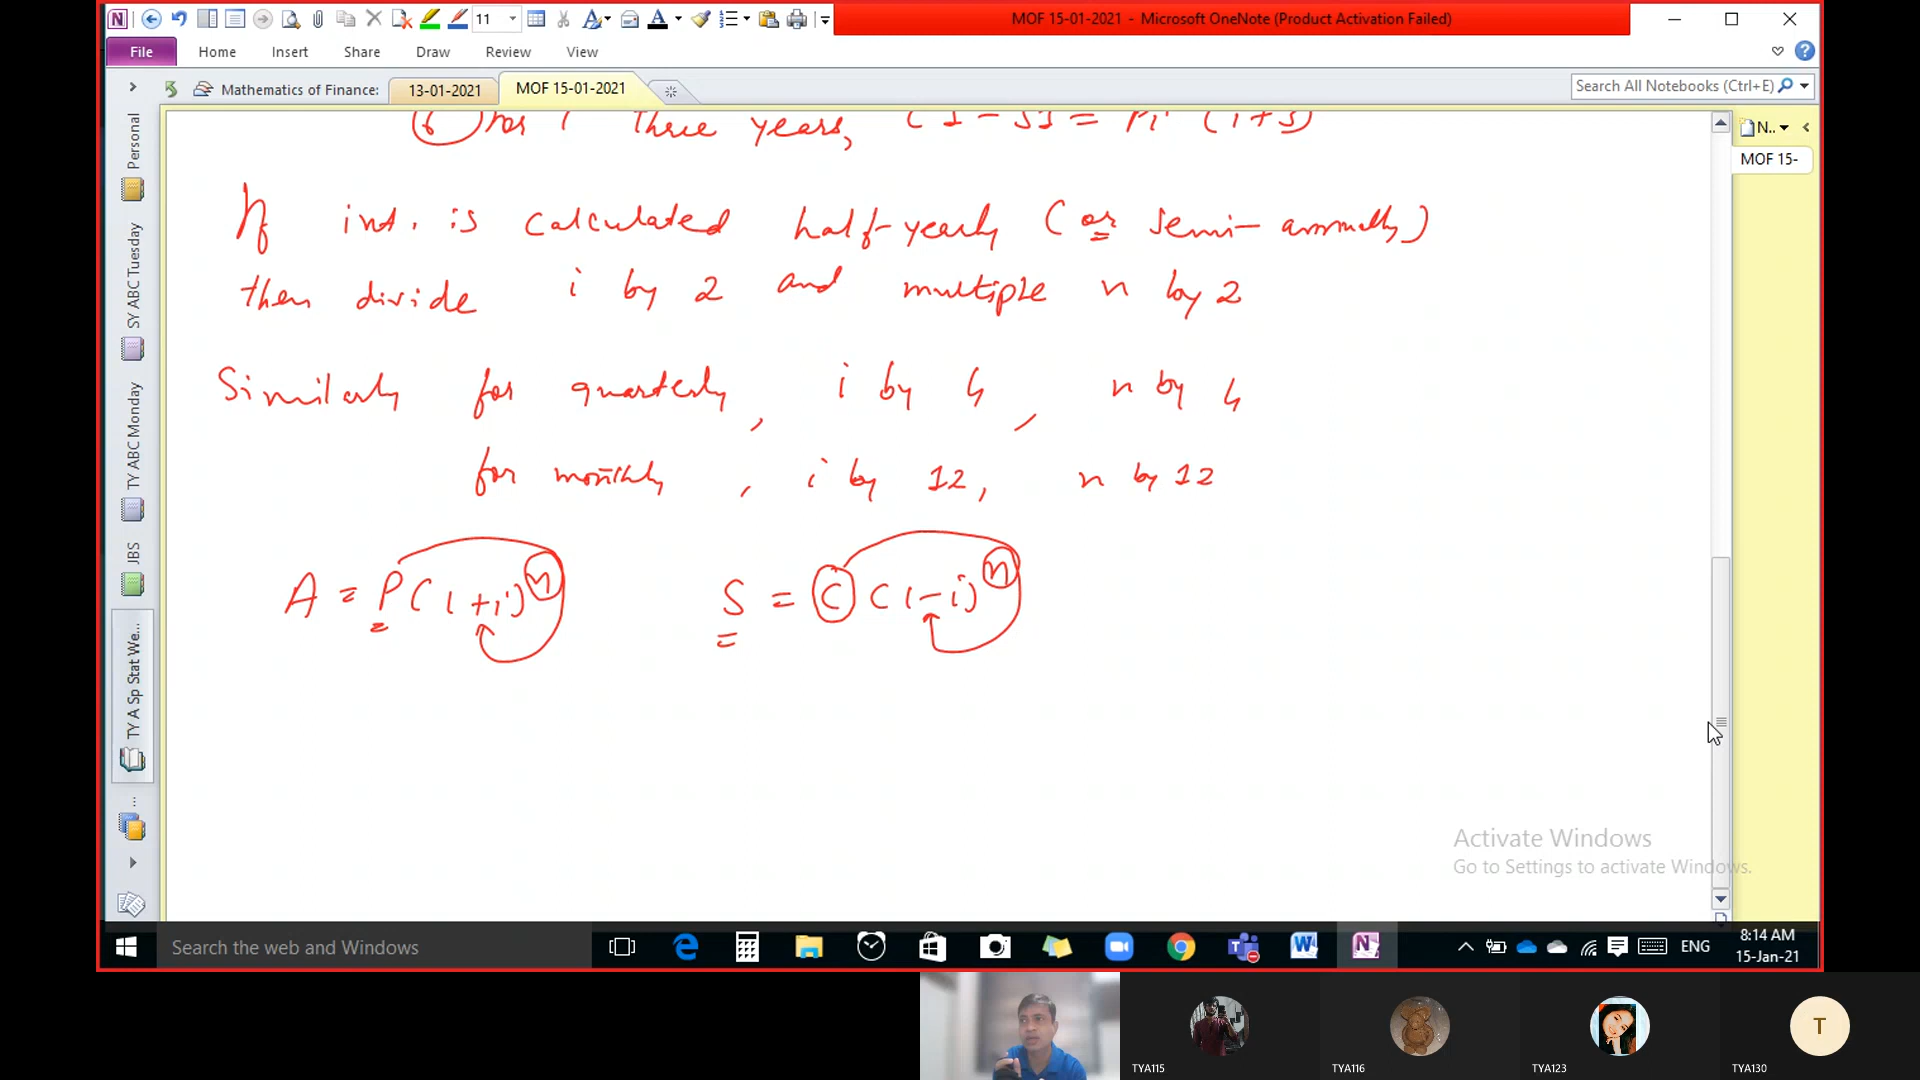 11
MOF 15-01-2021 - Microsoft OneNote (Product Activation Failed)
File Home Insert Share Draw Review View
Mathematics of Finance: 13-01-2021 MOF 15-01-2021
Search All Notebooks (Ctrl+E)
N..
MOF 15-
Personal
SY ABC Tuesday
TY ABC Monday
JBS
TY A Sp Stat We...
three years,
If int. is calculated half-yearly (or semi-annually)
then divide i by 2 and multiple n by 2
Similarly for quarterly, i by 4, n by 4
for monthly, i by 12, n by 12
A = P(1+i)^n S = C(1-i)^n
Activate Windows
Go to Settings to activate Windows.
Search the web and Windows
ENG
8:14 AM
15-Jan-21
T
TYA115 TYA116 TYA123 TYA130